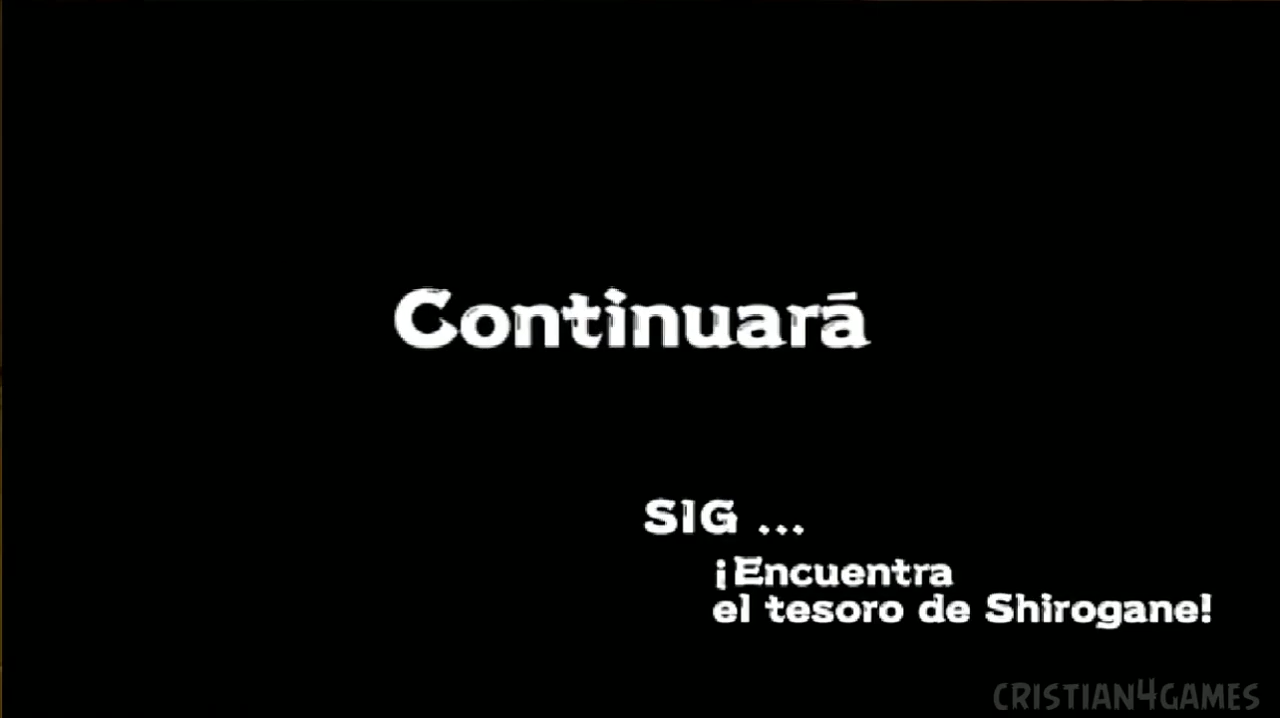 Continuará
SIG ...
¡Encuentra
el tesoro de Shirogane!
CRISTIAN4GAMES